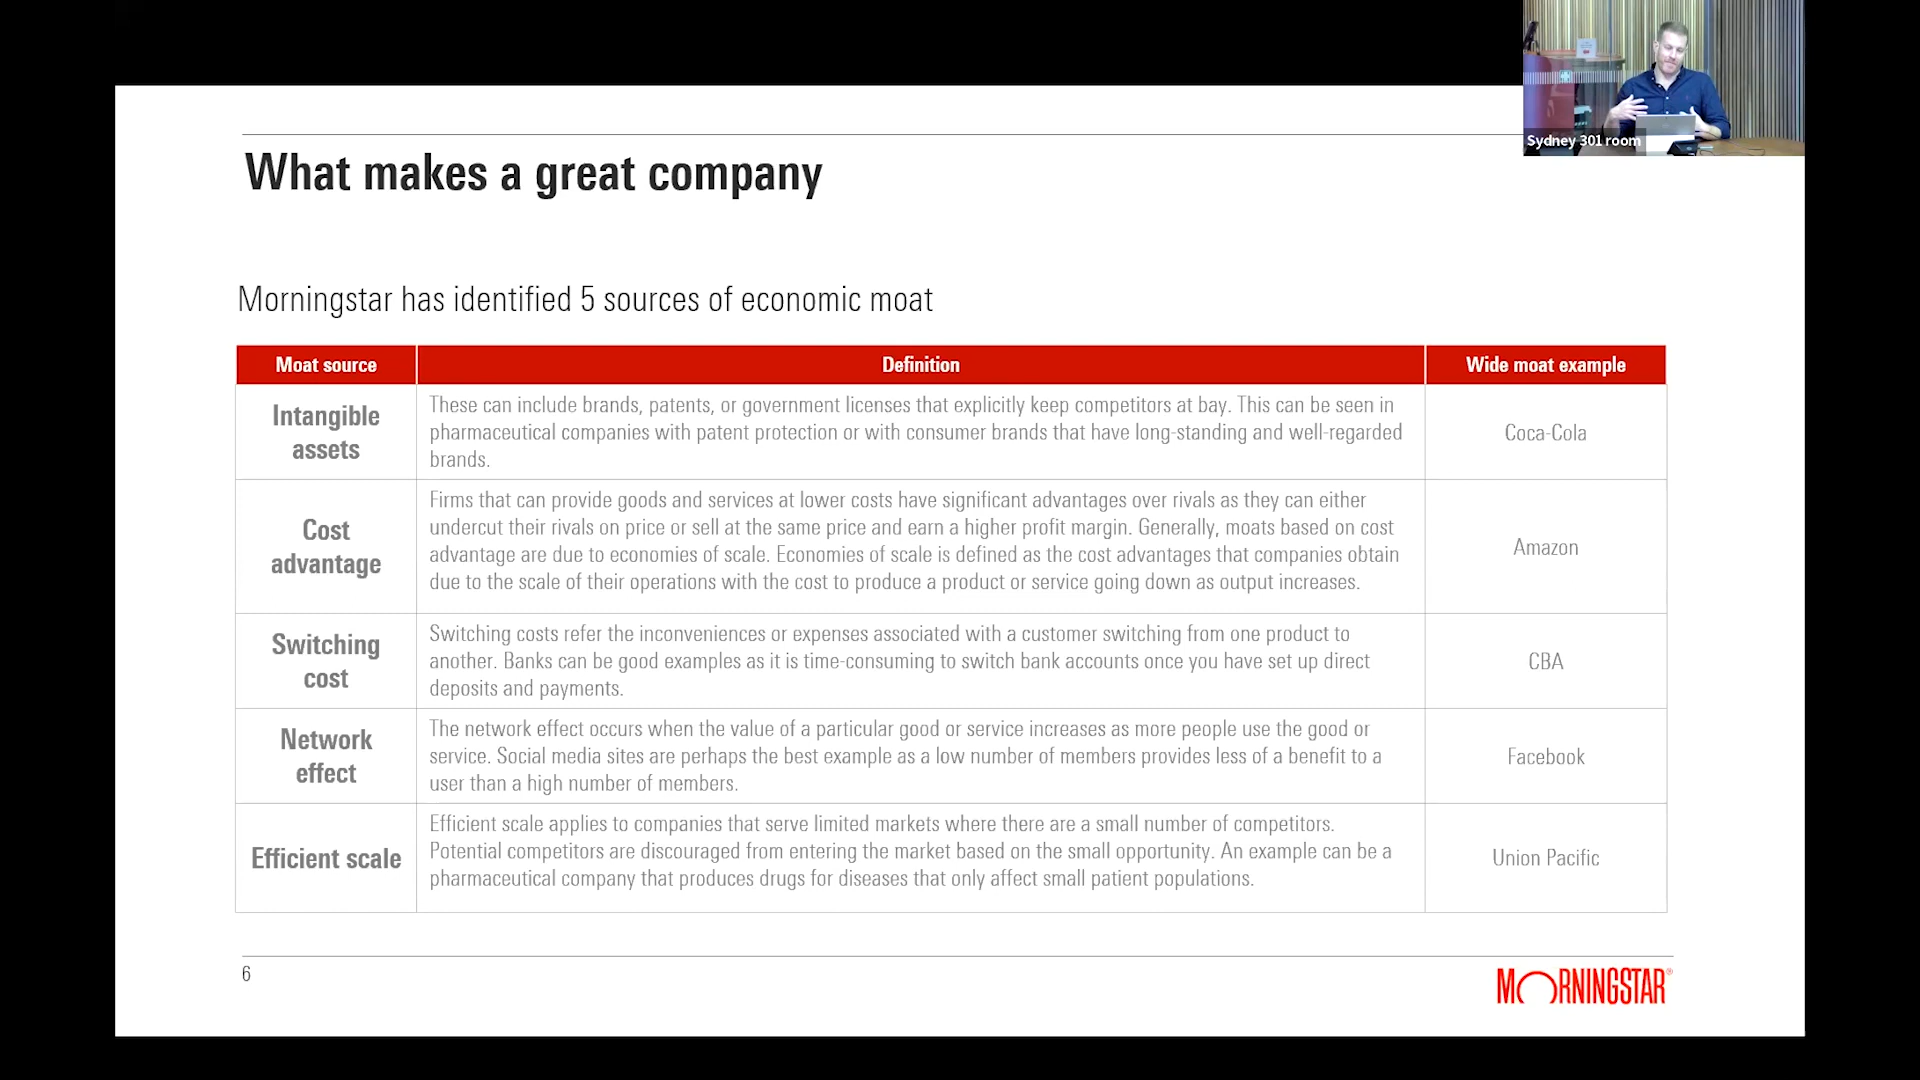 Sydney 301 room
What makes a great company
Morningstar has identified 5 sources of economic moat
Moat source
Definition
Wide moat example
Intangible
assets
These can include brands, patents, or government licenses that explicitly keep competitors at bay. This can be seen in
pharmaceutical companies with patent protection or with consumer brands that have long-standing and well-regarded
brands.
Coca-Cola
Cost
advantage
Firms that can provide goods and services at lower costs have significant advantages over rivals as they can either
undercut their rivals on price or sell at the same price and earn a higher profit margin. Generally, moats based on cost
advantage are due to economies of scale. Economies of scale is defined as the cost advantages that companies obtain
due to the scale of their operations with the cost to produce a product or service going down as output increases.
Amazon
Switching
cost
Switching costs refer the inconveniences or expenses associated with a customer switching from one product to
another. Banks can be good examples as it is time-consuming to switch bank accounts once you have set up direct
deposits and payments.
CBA
Network
effect
The network effect occurs when the value of a particular good or service increases as more people use the good or
service. Social media sites are perhaps the best example as a low number of members provides less of a benefit to a
user than a high number of members.
Facebook
Efficient scale
Efficient scale applies to companies that serve limited markets where there are a small number of competitors.
Potential competitors are discouraged from entering the market based on the small opportunity. An example can be a
pharmaceutical company that produces drugs for diseases that only affect small patient populations.
Union Pacific
6
MORNINGSTAR®